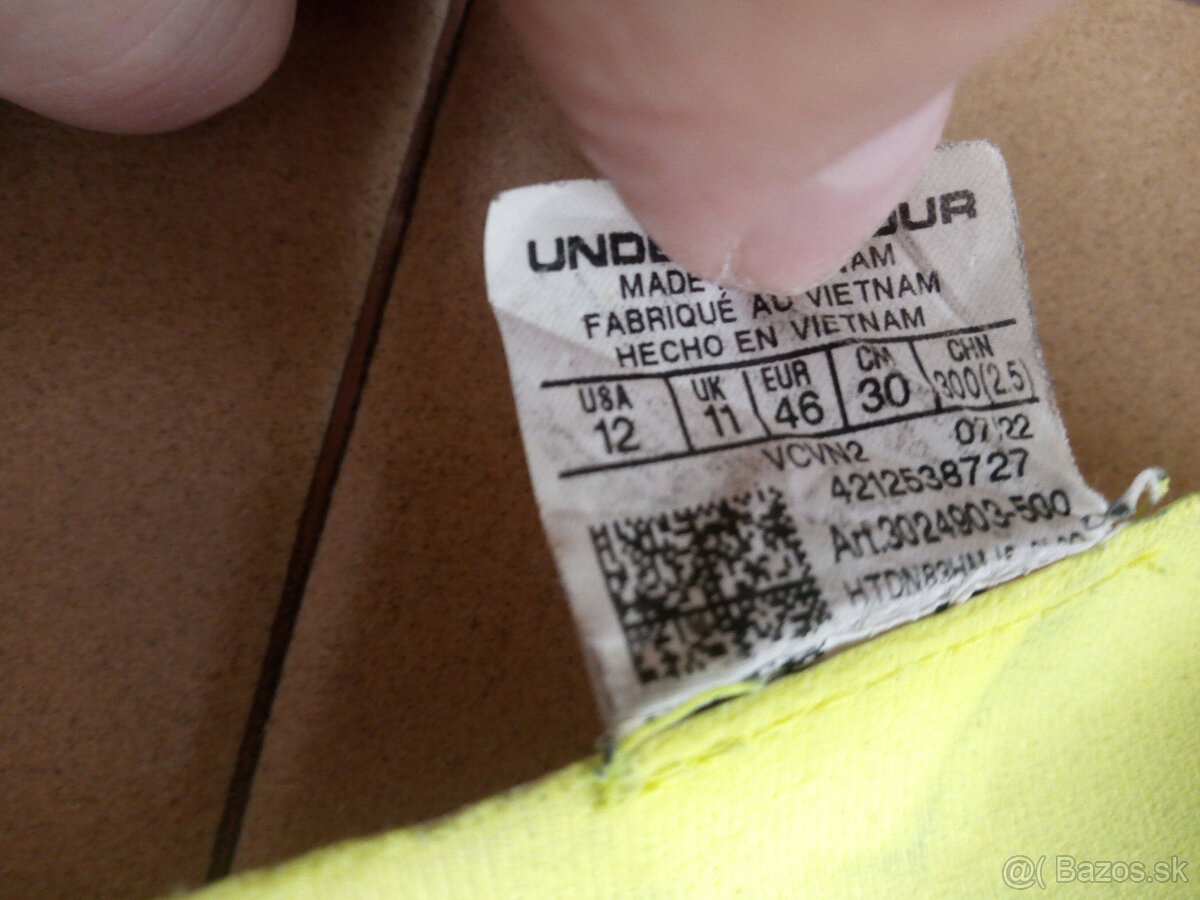 UNDE OUR
MADE NAM
FABRIQUÉ AU VIETNAM
HECHO EN VIETNAM
USA UK EUR CM CHN
12 11 46 30 300(2.5)
VCVN2 07/22
4212538727
Art.3024903-500
@( Bazos.sk